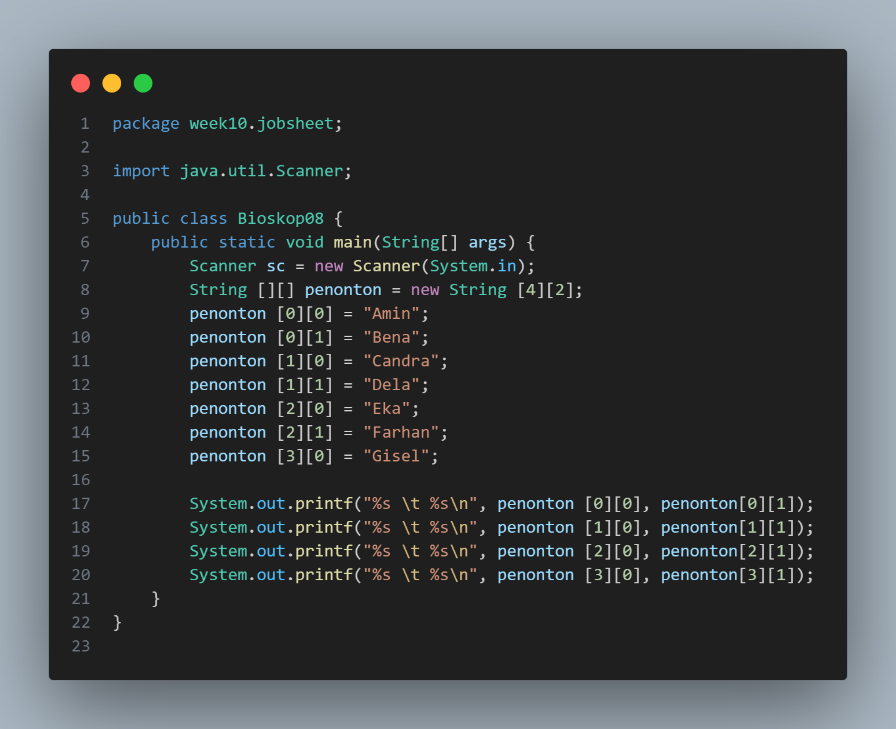 1 package week10.jobsheet;
2
3 import java.util.Scanner;
4
5 public class Bioskop08 {
6     public static void main(String[] args) {
7         Scanner sc = new Scanner(System.in);
8         String [][] penonton = new String [4][2];
9         penonton [0][0] = "Amin";
10         penonton [0][1] = "Bena";
11         penonton [1][0] = "Candra";
12         penonton [1][1] = "Dela";
13         penonton [2][0] = "Eka";
14         penonton [2][1] = "Farhan";
15         penonton [3][0] = "Gisel";
16
17         System.out.printf("%s \t %s\n", penonton [0][0], penonton[0][1]);
18         System.out.printf("%s \t %s\n", penonton [1][0], penonton[1][1]);
19         System.out.printf("%s \t %s\n", penonton [2][0], penonton[2][1]);
20         System.out.printf("%s \t %s\n", penonton [3][0], penonton[3][1]);
21     }
22 }
23